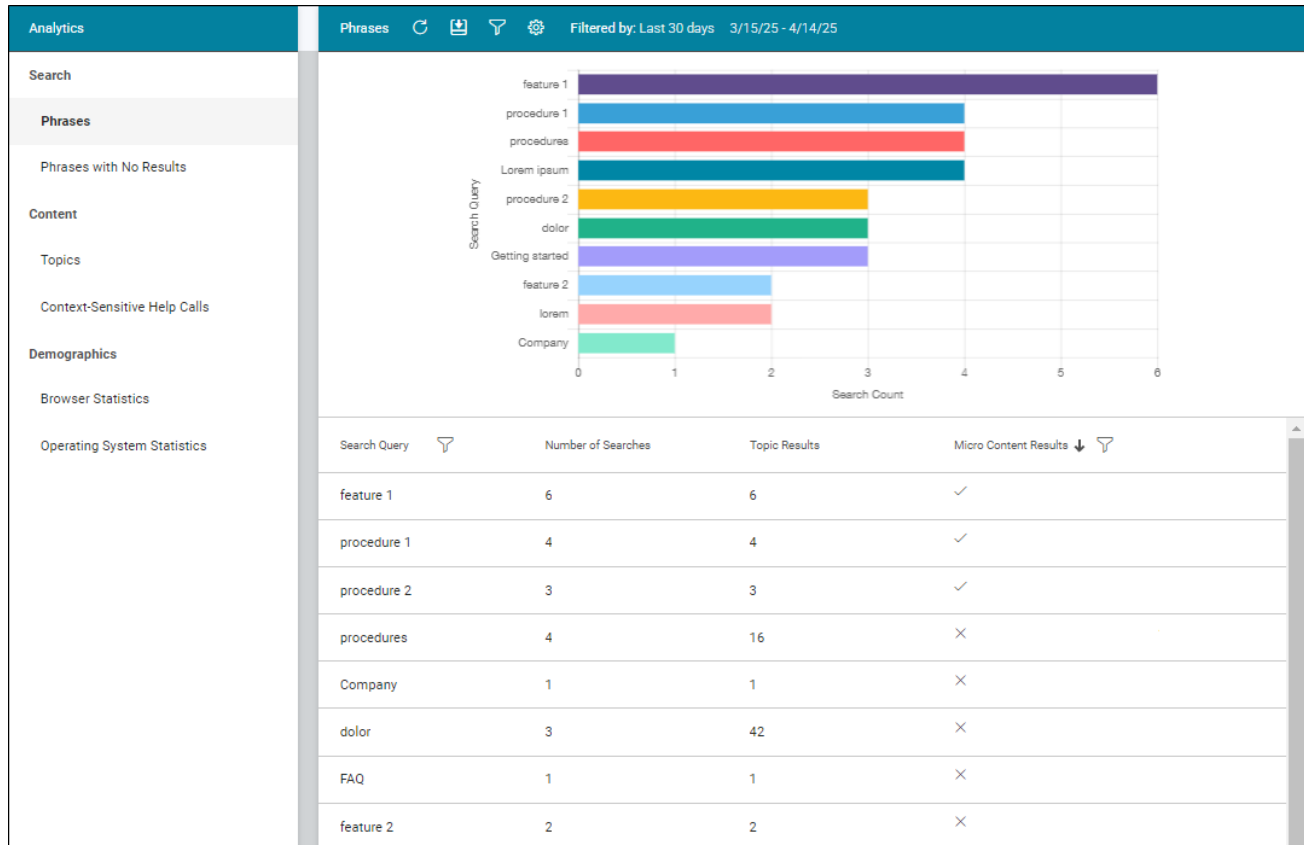 Analytics
Phrases Filtered by: Last 30 days 3/15/25 - 4/14/25
Search
Phrases
Phrases with No Results
Content
Topics
Context-Sensitive Help Calls
Demographics
Browser Statistics
Operating System Statistics
Search Query
feature 1
procedure 1
procedures
Lorem ipsum
procedure 2
dolor
Getting started
feature 2
lorem
Company
0 1 2 3 4 5 6
Search Count
Search Query Number of Searches Topic Results Micro Content Results
feature 1 6 6
procedure 1 4 4
procedure 2 3 3
procedures 4 16
Company 1 1
dolor 3 42
FAQ 1 1
feature 2 2 2